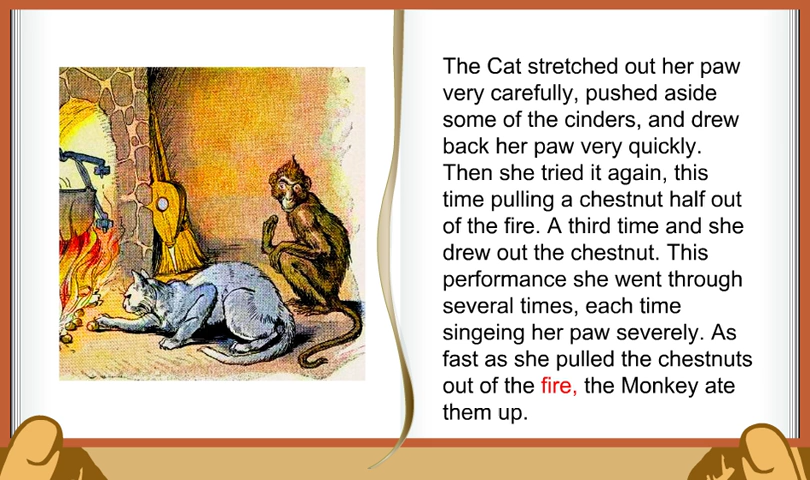 The Cat stretched out her paw
very carefully, pushed aside
some of the cinders, and drew
back her paw very quickly.
Then she tried it again, this
time pulling a chestnut half out
of the fire. A third time and she
drew out the chestnut. This
performance she went through
several times, each time
singeing her paw severely. As
fast as she pulled the chestnuts
out of the fire, the Monkey ate
them up.